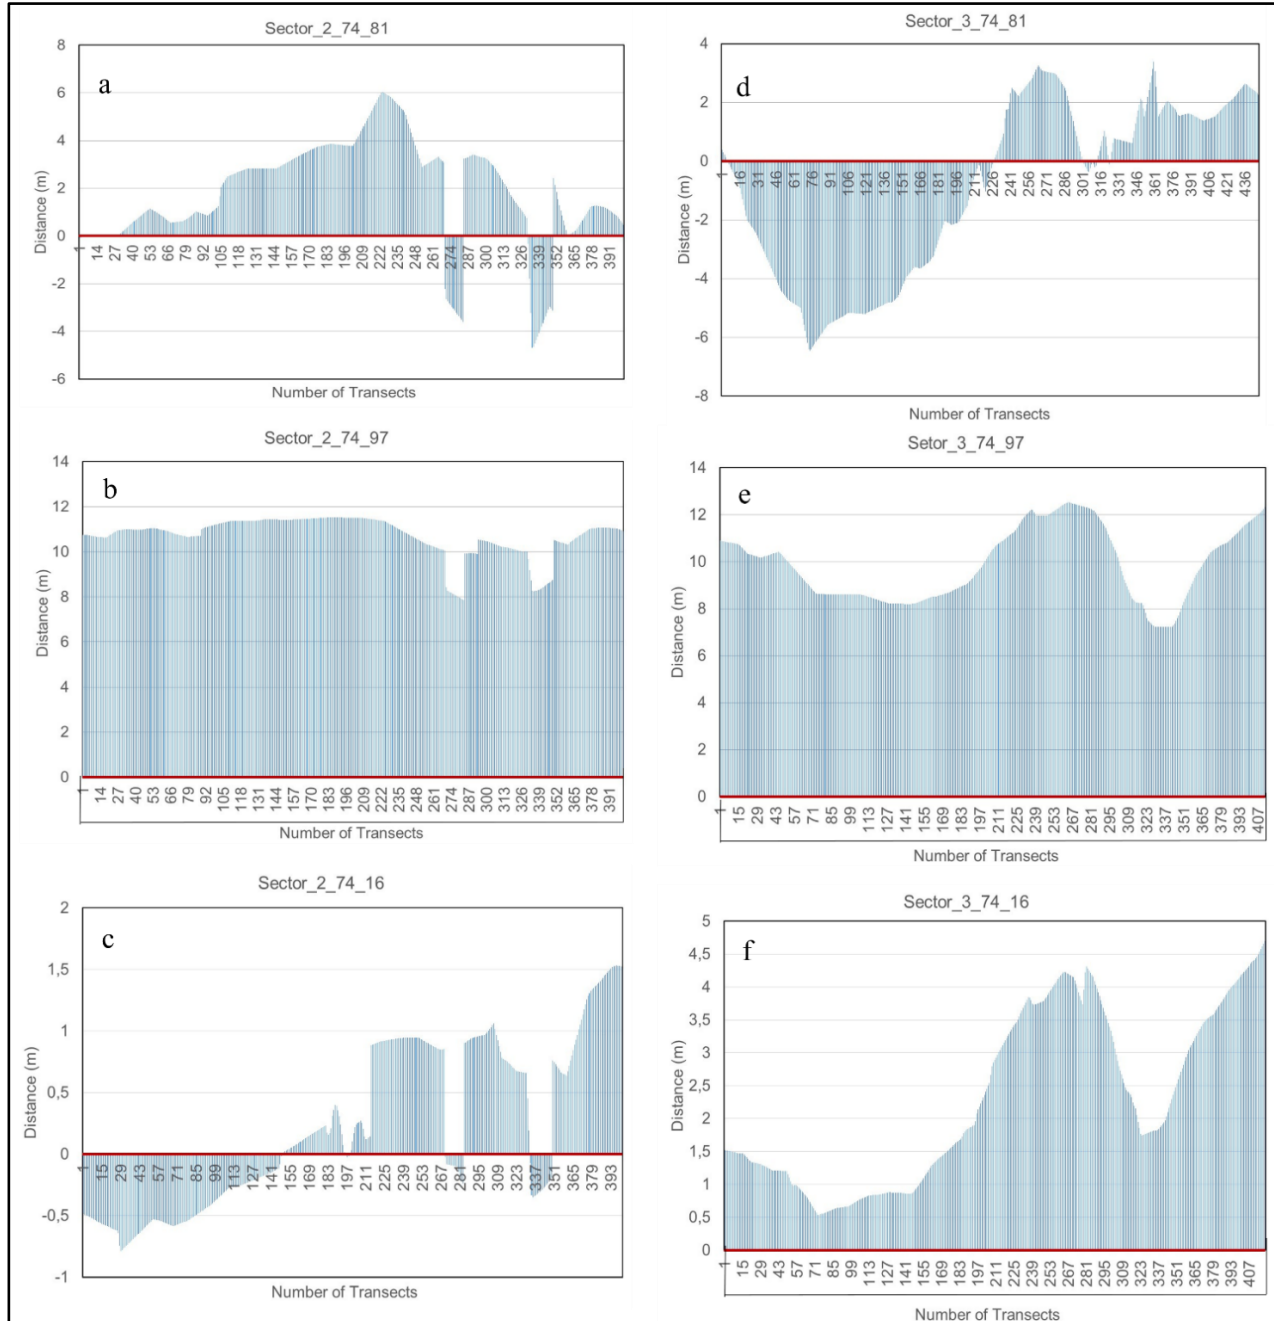 Sector_2_74_81
a
Distance (m)
8
6
4
2
0
-2
-4
-6
1 14 27 40 53 66 79 92 105 118 131 144 157 170 183 196 209 222 235 248 261 274 287 300 313 326 339 352 365 378 391
Number of Transects
Sector_3_74_81
d
Distance (m)
4
2
0
-2
-4
-6
-8
1 16 31 46 61 76 91 106 121 136 151 166 181 196 211 226 241 256 271 286 301 316 331 346 361 376 391 406 421 436
Number of Transects
Sector_2_74_97
b
Distance (m)
14
12
10
8
6
4
2
0
1 14 27 40 53 66 79 92 105 118 131 144 157 170 183 196 209 222 235 248 261 274 287 300 313 326 339 352 365 378 391
Number of Transects
Setor_3_74_97
e
Distance (m)
14
12
10
8
6
4
2
0
1 15 29 43 57 71 85 99 113 127 141 155 169 183 197 211 225 239 253 267 281 295 309 323 337 351 365 379 393 407
Number of Transects
Sector_2_74_16
c
Distance (m)
2
1,5
1
0,5
0
-0,5
-1
1 15 29 43 57 71 85 99 113 127 141 155 169 183 197 211 225 239 253 267 281 295 309 323 337 351 365 379 393
Number of Transects
Sector_3_74_16
f
Distance (m)
5
4,5
4
3,5
3
2,5
2
1,5
1
0,5
0
1 15 29 43 57 71 85 99 113 127 141 155 169 183 197 211 225 239 253 267 281 295 309 323 337 351 365 379 393 407
Number of Transects